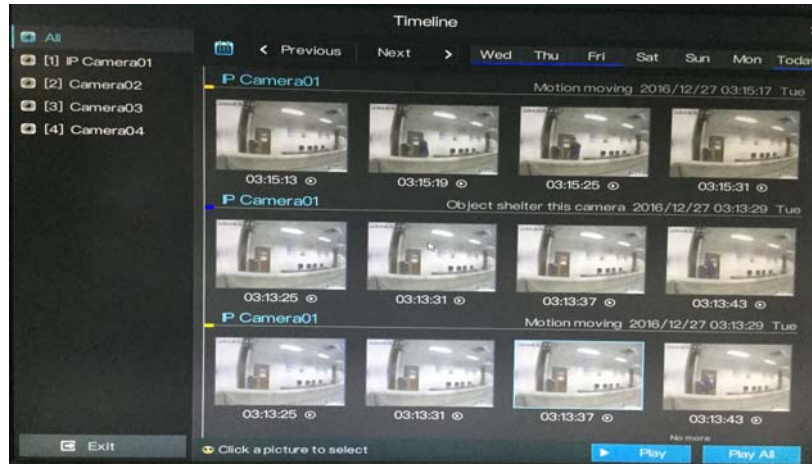 Timeline
All
[1] IP Camera01
[2] Camera02
[3] Camera03
[4] Camera04
Previous Next Wed Thu Fri Sat Sun Mon Today
IP Camera01
Motion moving 2016/12/27 03:15:17 Tue
03:15:13 03:15:19 03:15:25 03:15:31
IP Camera01
Object shelter this camera 2016/12/27 03:13:29 Tue
03:13:25 03:13:31 03:13:37 03:13:43
IP Camera01
Motion moving 2016/12/27 03:13:29 Tue
03:13:25 03:13:31 03:13:37 03:13:43
No more
Exit
Click a picture to select
Play
Play All